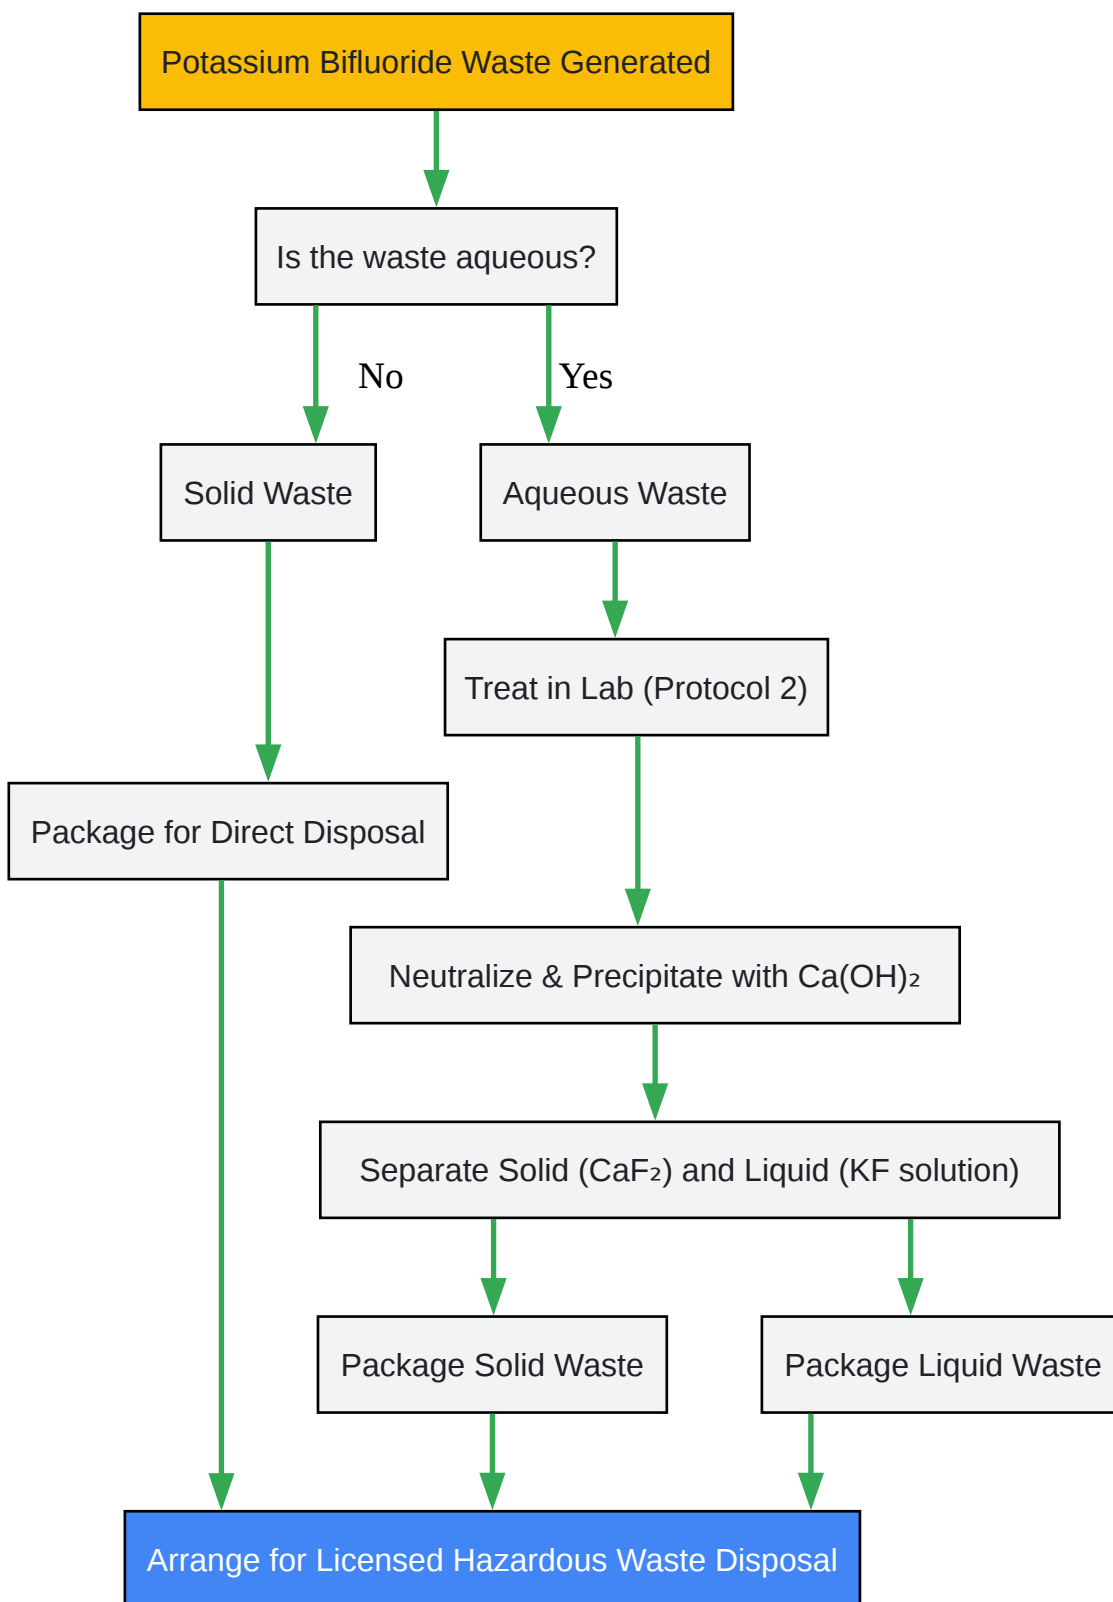 Potassium Bifluoride Waste Generated
Is the waste aqueous?
No
Yes
Solid Waste
Aqueous Waste
Treat in Lab (Protocol 2)
Package for Direct Disposal
Neutralize & Precipitate with Ca(OH)₂
Separate Solid (CaF₂) and Liquid (KF solution)
Package Solid Waste
Package Liquid Waste
Arrange for Licensed Hazardous Waste Disposal